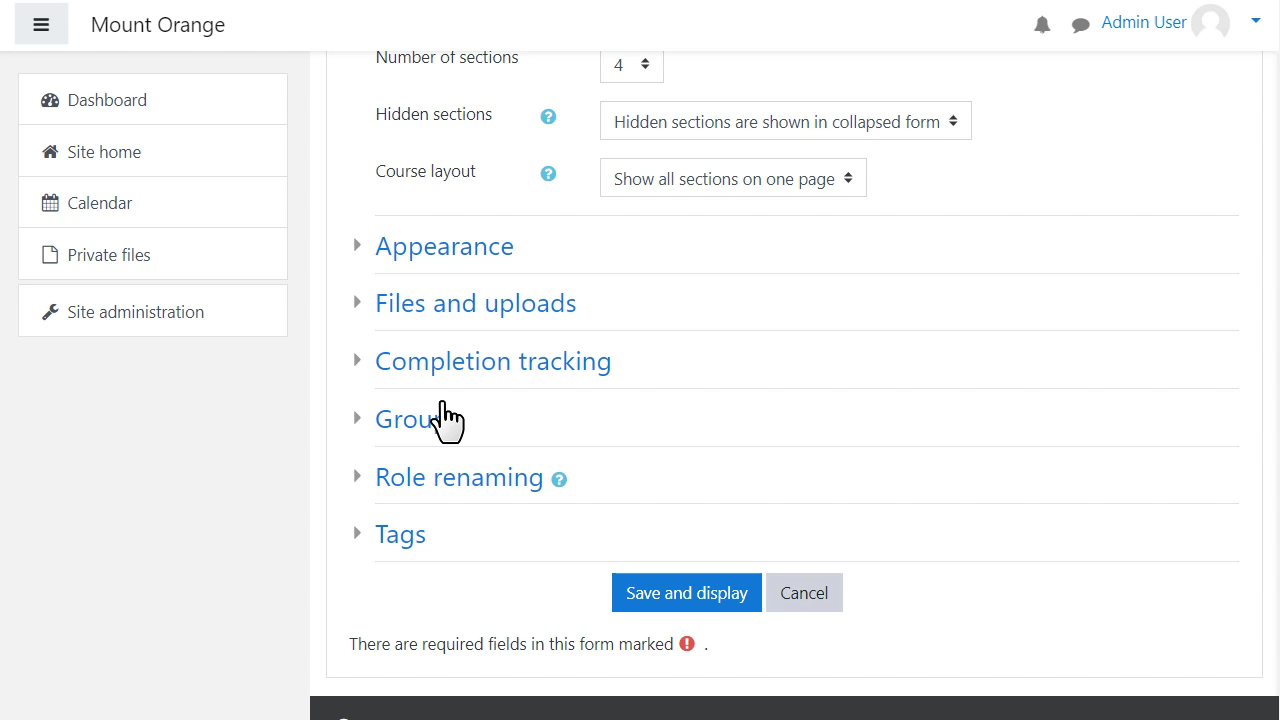 Mount Orange
Admin User
Dashboard
Site home
Calendar
Private files
Site administration
Number of sections
4
Hidden sections
Hidden sections are shown in collapsed form
Course layout
Show all sections on one page
Appearance
Files and uploads
Completion tracking
Role renaming
Tags
Save and display
Cancel
There are required fields in this form marked .